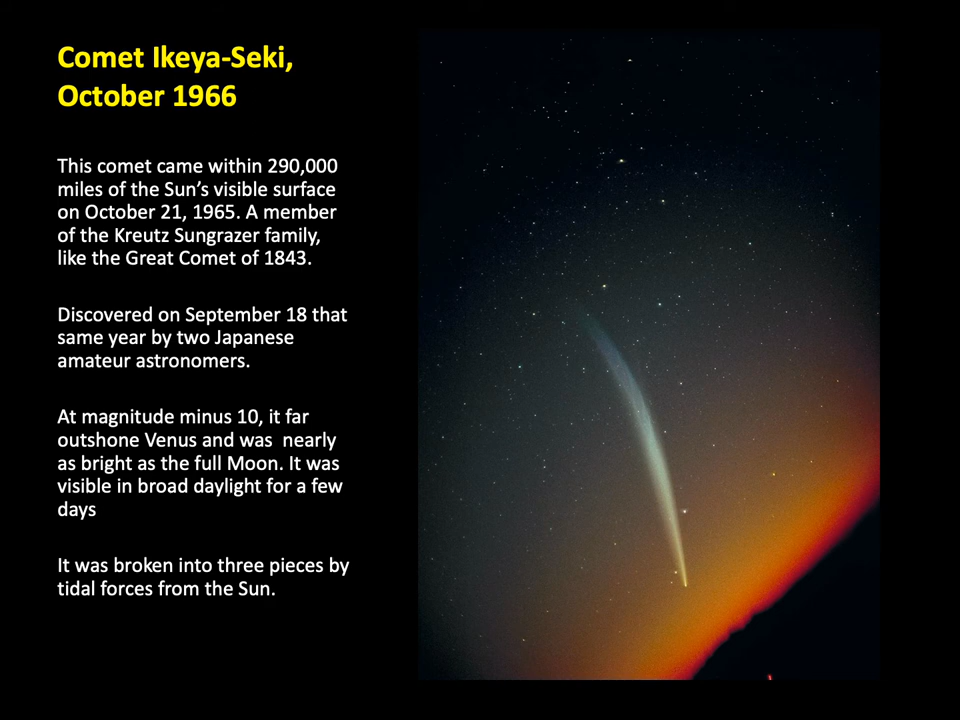 Comet Ikeya-Seki,
October 1966
This comet came within 290,000
miles of the Sun's visible surface
on October 21, 1965. A member
of the Kreutz Sungrazer family,
like the Great Comet of 1843.
Discovered on September 18 that
same year by two Japanese
amateur astronomers.
At magnitude minus 10, it far
outshone Venus and was  nearly
as bright as the full Moon. It was
visible in broad daylight for a few
days
It was broken into three pieces by
tidal forces from the Sun.